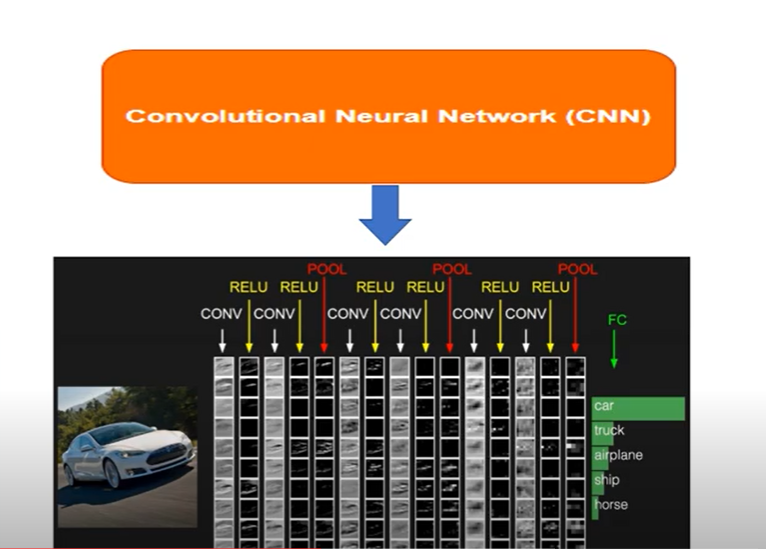 Convolutional Neural Network (CNN)
POOL POOL POOL
RELU RELU RELU RELU RELU RELU
CONV CONV CONV CONV CONV CONV
FC
car
truck
airplane
ship
horse